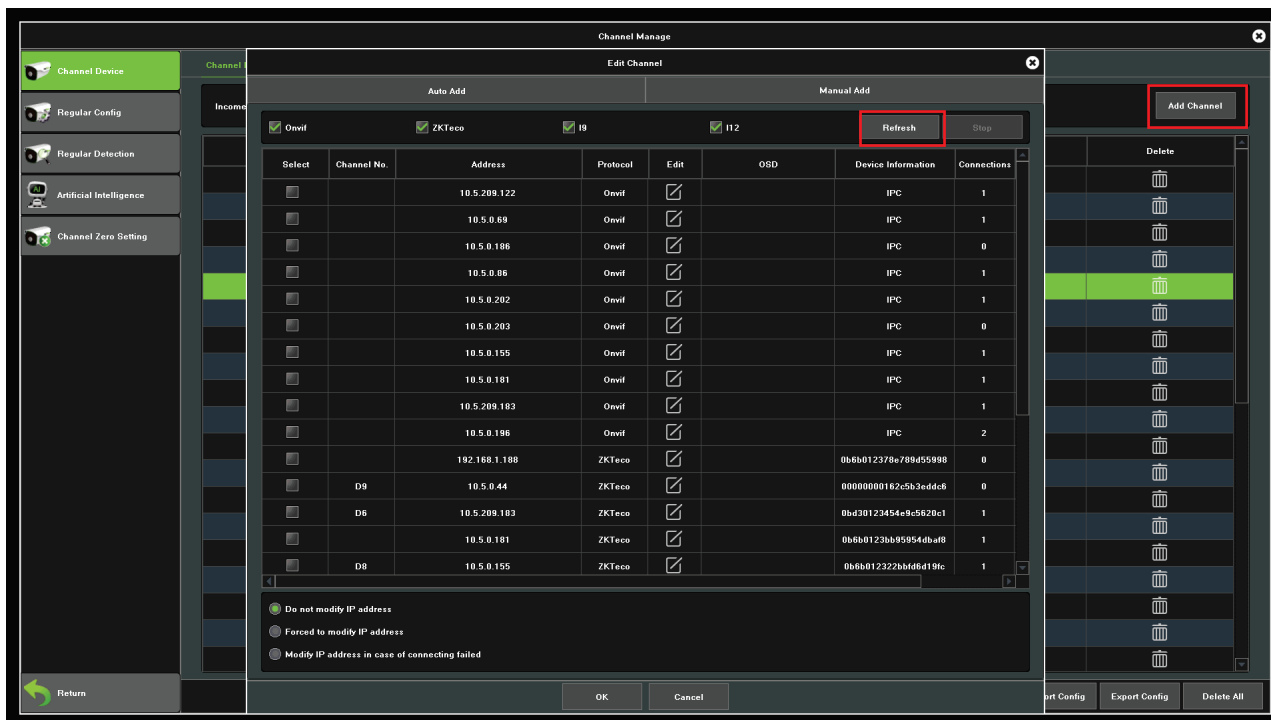 Channel Manage
Channel Device
Regular Config
Regular Detection
Artificial Intelligence
Channel Zero Setting
Return
Channel
Income
Add Channel
Delete
Edit Channel
Auto Add Manual Add
Onvif ZKTeco I9 I12 Refresh Stop
Select Channel No. Address Protocol Edit OSD Device Information Connections
10.5.209.122 Onvif IPC 1
10.5.0.69 Onvif IPC 1
10.5.0.186 Onvif IPC 0
10.5.0.86 Onvif IPC 1
10.5.0.202 Onvif IPC 1
10.5.0.203 Onvif IPC 0
10.5.0.155 Onvif IPC 1
10.5.0.181 Onvif IPC 1
10.5.209.183 Onvif IPC 1
10.5.0.196 Onvif IPC 2
192.168.1.188 ZKTeco 0b6b012378e789d55998 0
D9 10.5.0.44 ZKTeco 00000000162c5b3eddc6 0
D6 10.5.209.183 ZKTeco 0bd30123454e9c5620c1 1
10.5.0.181 ZKTeco 0b6b0123bb95954dbaf8 1
D8 10.5.0.155 ZKTeco 0b6b012322bbfd6d19fc 1
Do not modify IP address
Forced to modify IP address
Modify IP address in case of connecting failed
OK Cancel
ort Config Export Config Delete All